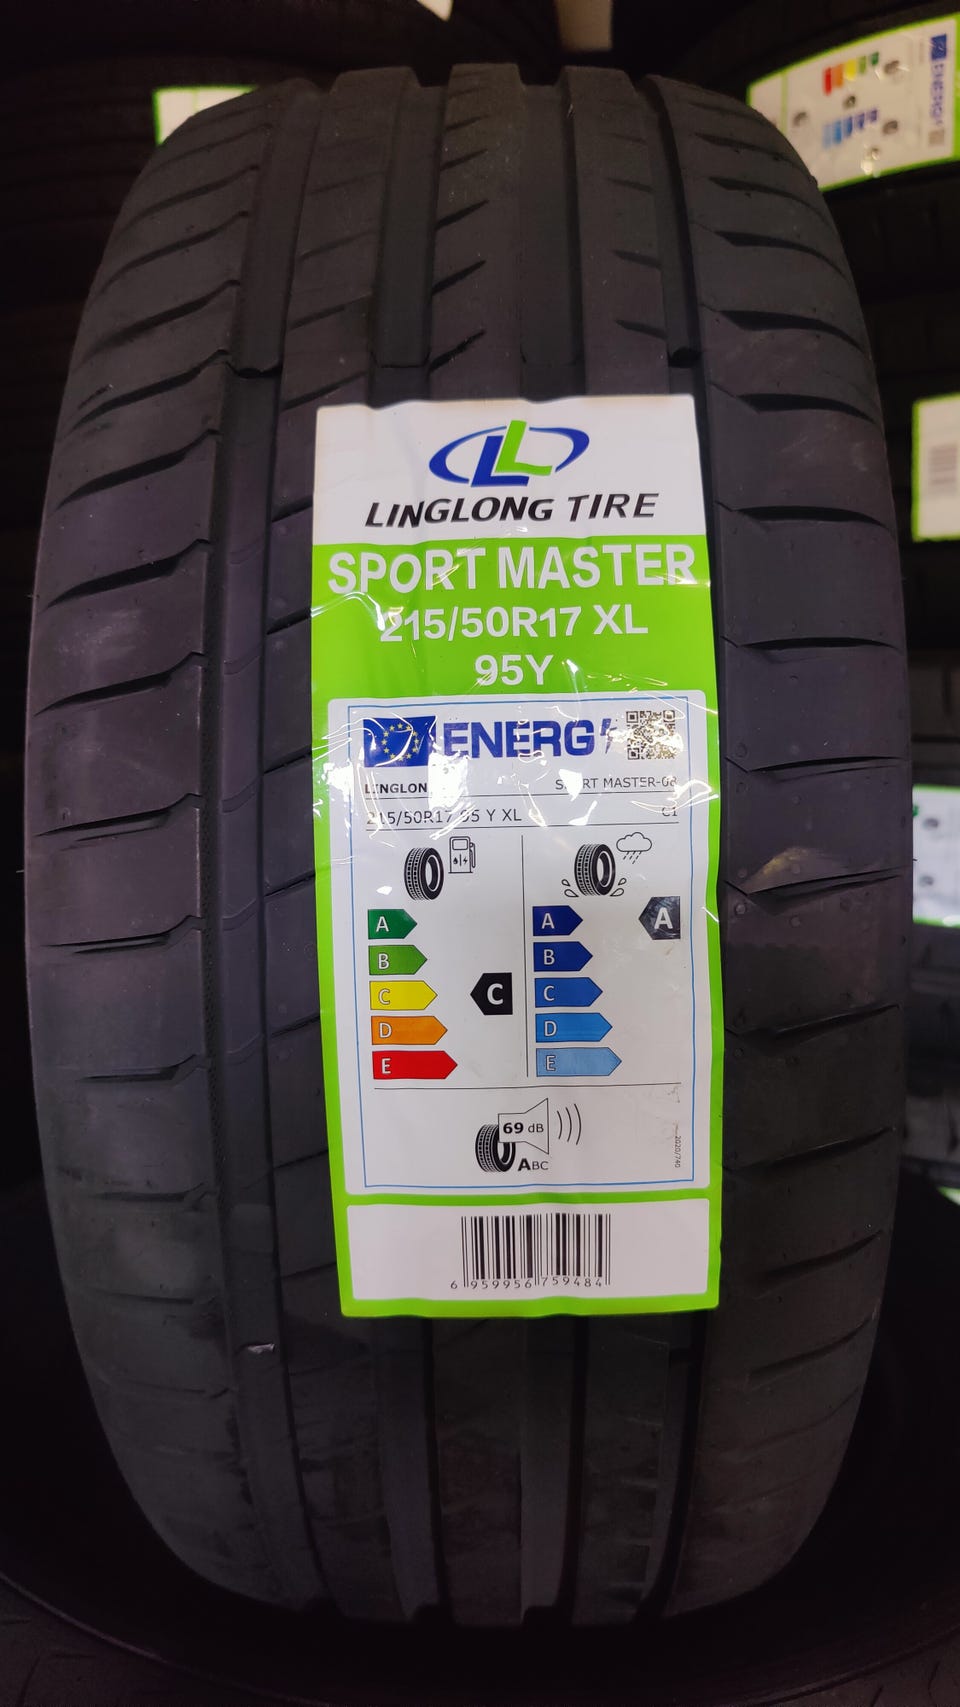 LINGLONG TIRE
SPORT MASTER
215/50R17 XL
95Y
ENERG
LINGLON SPORT MASTER-
215/50R17 95 Y XL C1
A A A
B B
C C C
D D
E E
69 dB
ABC
2020/740
6 959956 759484
ENERG